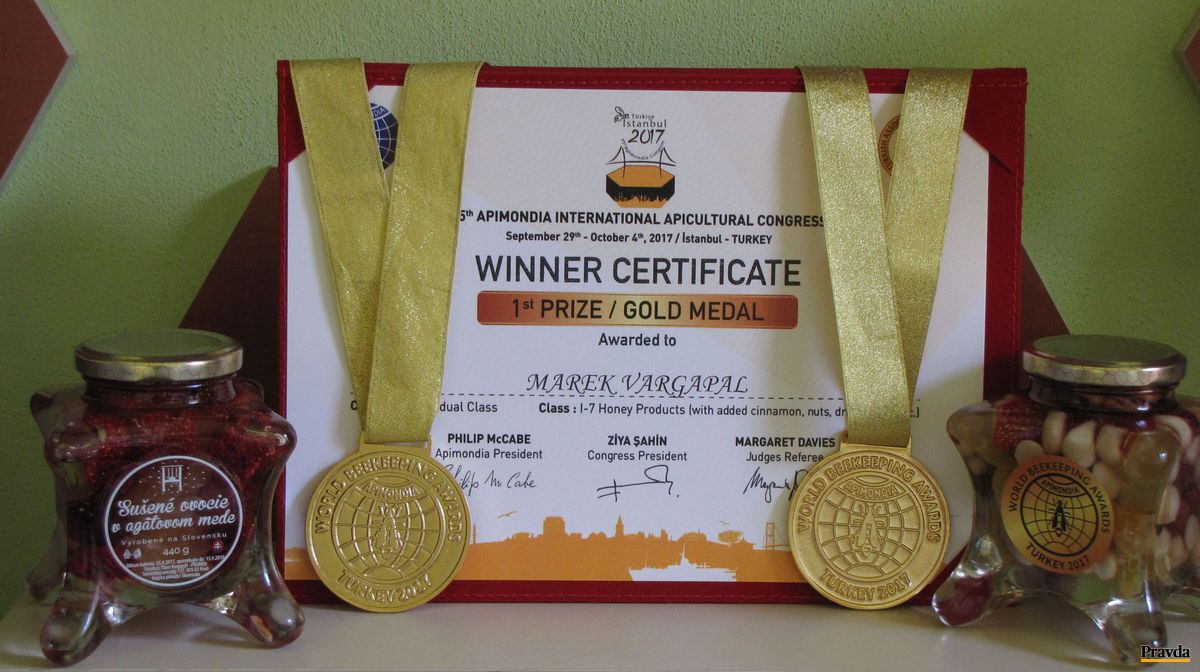 Türkiye
İstanbul
2017
5th APIMONDIA INTERNATIONAL APICULTURAL CONGRESS
September 29th - October 4th, 2017 / İstanbul - TURKEY
WINNER CERTIFICATE
1st PRIZE / GOLD MEDAL
Awarded to
MAREK VARGAPAL
dual Class
Class : I-7 Honey Products (with added cinnamon, nuts,
PHILIP McCABE
Apimondia President
ZİYA ŞAHİN
Congress President
MARGARET DAVIES
Judges Referee
WORLD BEEKEEPING AWARDS
APIMONDIA
TURKEY 2017
WORLD BEEKEEPING AWARDS
APIMONDIA
TURKEY 2017
Sušené ovocie
v agátovom mede
Vyrobené na Slovensku
440 g
WORLD BEEKEEPING AWARDS
APIMONDIA
TURKEY 2017
Pravda